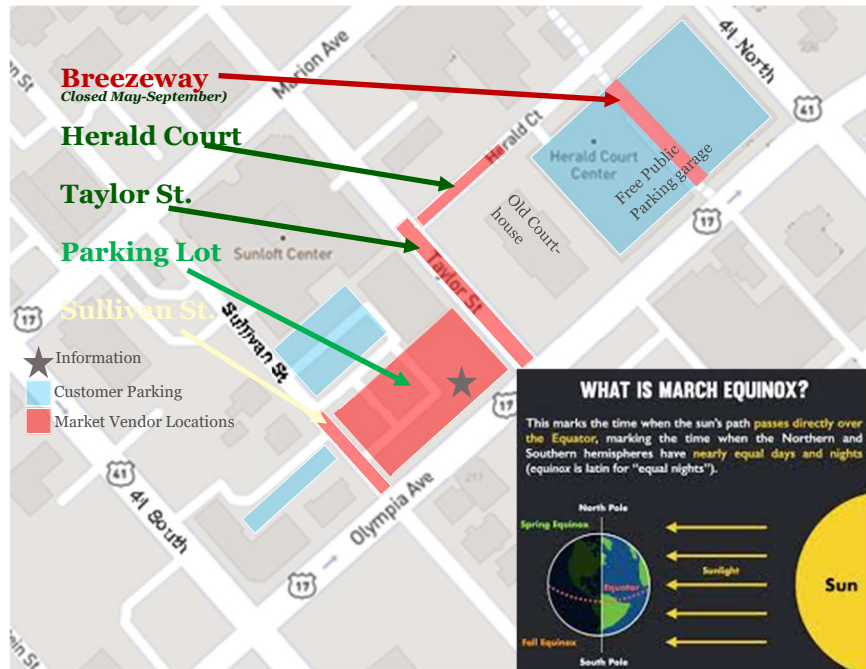 Marion Ave
41 North
236
41
Breezeway
Closed May-September)
Herald Court
Taylor St.
Parking Lot
Sullivan St.
Herald Ct
Herald Court
Center
Free Public
Parking garage
Old Court-
house
17
Sunloft Center
Taylor St
17
Sullivan St
Information
Customer Parking
Market Vendor Locations
41
41 South
211
Olympia Ave
17
17
WHAT IS MARCH EQUINOX?
This marks the time when the sun's path passes directly over
the Equator, marking the time when the Northern and
Southern hemispheres have nearly equal days and nights
(equinox is latin for "equal nights").
North Pole
Spring Equinox
Sunlight
Equator
Sun
Fall Equinox
South Pole